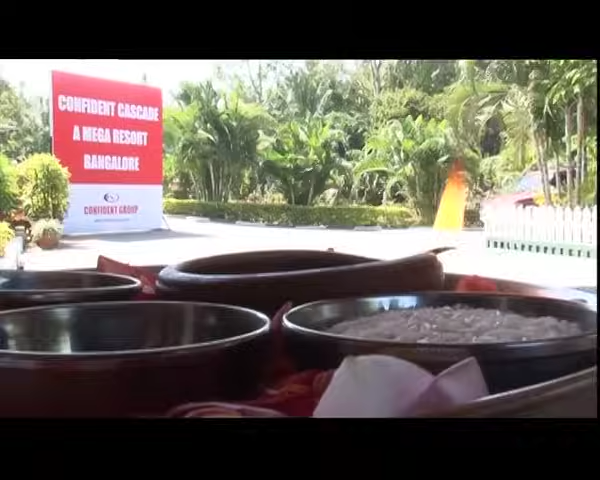 CONFIDENT CASCADE
A MEGA RESORT
BANGALORE
CONFIDENT GROUP